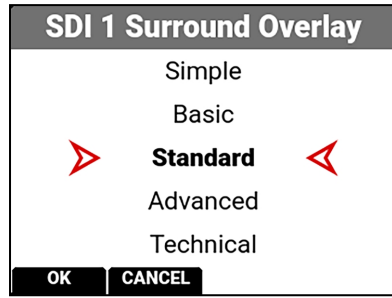 SDI 1 Surround Overlay
Simple
Basic
Standard
Advanced
Technical
OK CANCEL